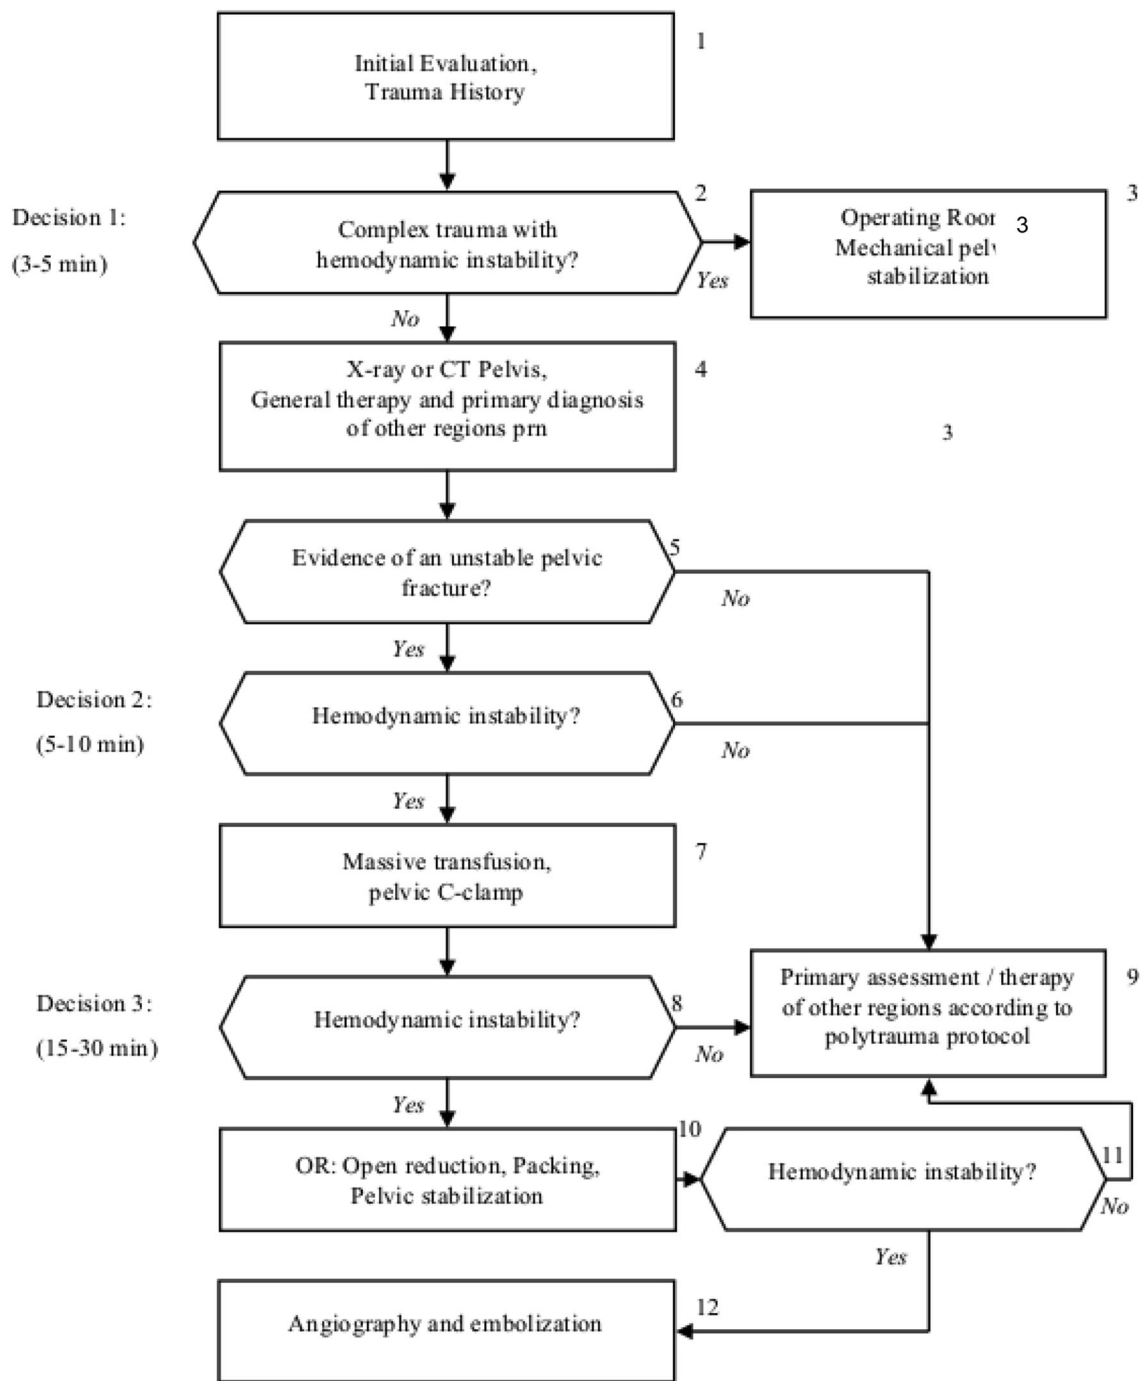 1
Initial Evaluation,
Trauma History
Decision 1:
(3-5 min)
2
Complex trauma with
hemodynamic instability?
Yes
No
3
Operating Roor
3
Mechanical pelv
stabilization
4
X-ray or CT Pelvis,
General therapy and primary diagnosis
of other regions prn
3
5
Evidence of an unstable pelvic
fracture?
No
Yes
Decision 2:
(5-10 min)
6
Hemodynamic instability?
No
Yes
7
Massive transfusion,
pelvic C-clamp
Decision 3:
(15-30 min)
8
Hemodynamic instability?
No
Yes
9
Primary assessment / therapy
of other regions according to
polytrauma protocol
10
OR: Open reduction, Packing,
Pelvic stabilization
11
Hemodynamic instability?
No
Yes
12
Angiography and embolization